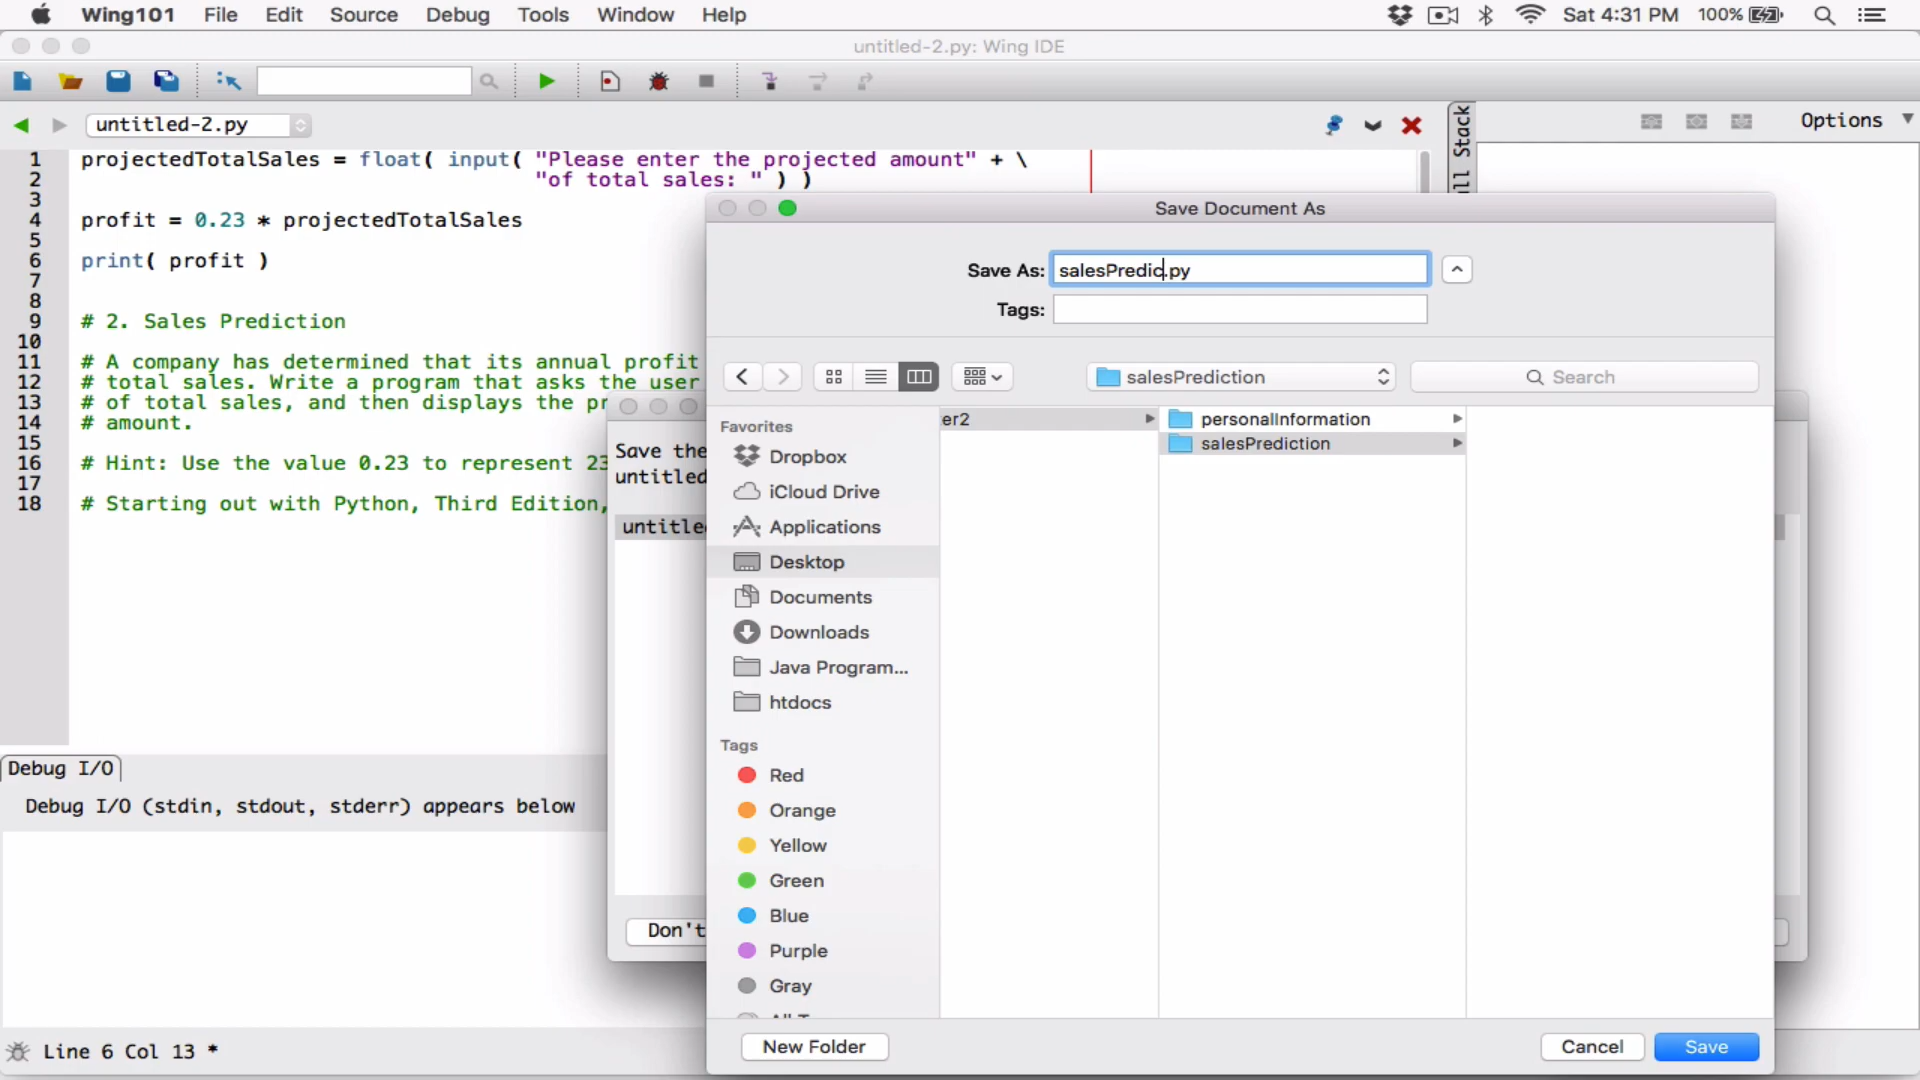 Wing101 File Edit Source Debug Tools Window Help Sat 4:31 PM 100%
untitled-2.py: Wing IDE
untitled-2.py
Stack
Options
1 projectedTotalSales = float( input( "Please enter the projected amount" + \
2 "of total sales: " ) )
3
4 profit = 0.23 * projectedTotalSales
5
6 print( profit )
7
8
9 # 2. Sales Prediction
10
11 # A company has determined that its annual profit
12 # total sales. Write a program that asks the user
13 # of total sales, and then displays the pr
14 # amount.
15
16 # Hint: Use the value 0.23 to represent 23
17
18 # Starting out with Python, Third Edition,
Save the
untitled
untitle
Don't
Save Document As
Save As: salesPredic.py
Tags:
salesPrediction
Search
Favorites
Dropbox
iCloud Drive
Applications
Desktop
Documents
Downloads
Java Program...
htdocs
Tags
Red
Orange
Yellow
Green
Blue
Purple
Gray
er2
personalInformation
salesPrediction
New Folder Cancel Save
Debug I/O
Debug I/O (stdin, stdout, stderr) appears below
Line 6 Col 13 *